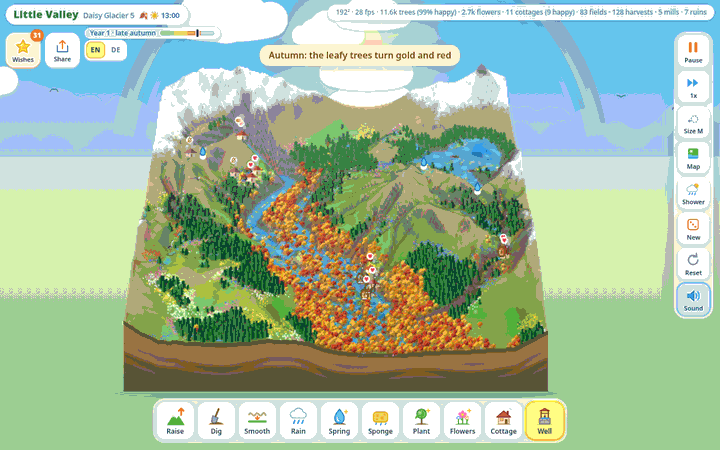 Little Valley Daisy Glacier 5 13:00
192² · 28 fps · 11.6k trees (99% happy) · 2.7k flowers · 11 cottages (9 happy) · 83 fields · 128 harvests · 5 mills · 7 ruins
Year 1 · late autumn
31
Wishes
Share
EN
DE
Autumn: the leafy trees turn gold and red
Pause
1x
Size M
Map
Shower
New
Reset
Sound
Raise
Dig
Smooth
Rain
Spring
Sponge
Plant
Flowers
Cottage
Well